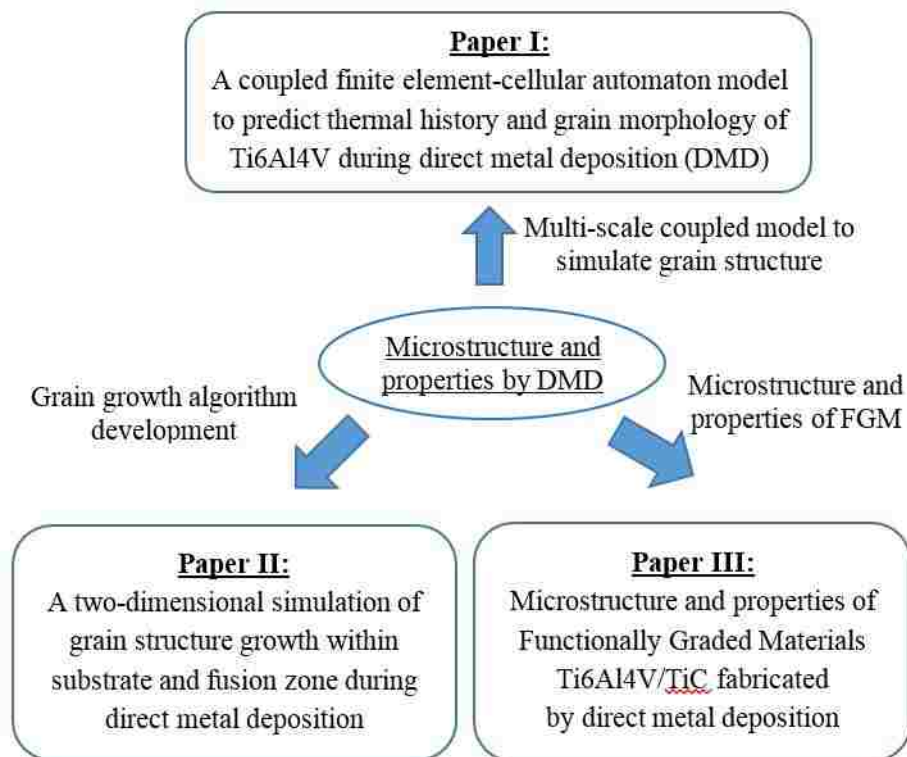 Paper I:
A coupled finite element-cellular automaton model
to predict thermal history and grain morphology of
Ti6Al4V during direct metal deposition (DMD)
Multi-scale coupled model to
simulate grain structure
Microstructure and
properties by DMD
Grain growth algorithm
development
Microstructure and
properties of FGM
Paper II:
A two-dimensional simulation of
grain structure growth within
substrate and fusion zone during
direct metal deposition
Paper III:
Microstructure and properties of
Functionally Graded Materials
Ti6Al4V/TiC fabricated
by direct metal deposition